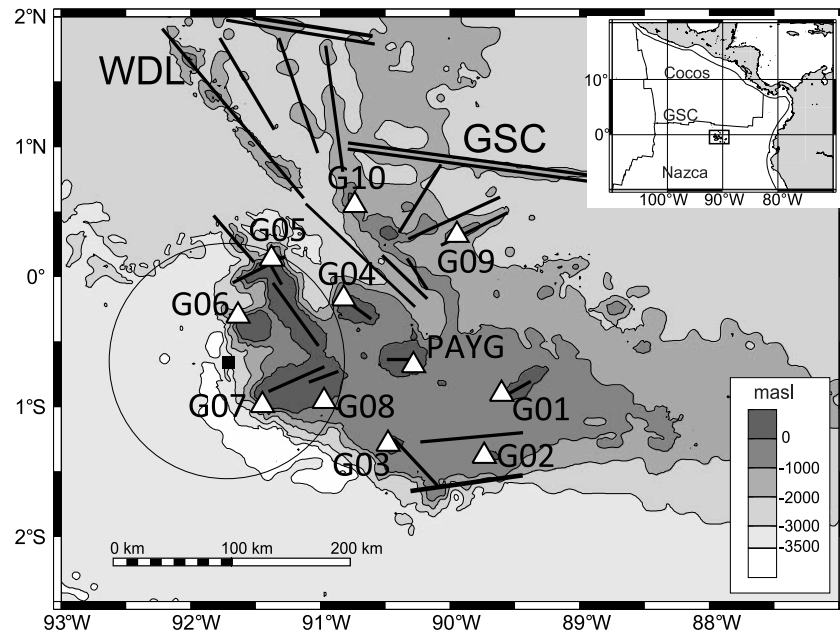 2°N
1°N
0°
1°S
2°S
93°W
92°W
91°W
90°W
89°W
88°W
WDL
GSC
G10
G09
G05
G04
G06
PAYG
G07
G08
G01
G03
G02
0 km
100 km
200 km
Cocos
10°
GSC
0°
Nazca
100°W
90°W
80°W
masl
0
-1000
-2000
-3000
-3500